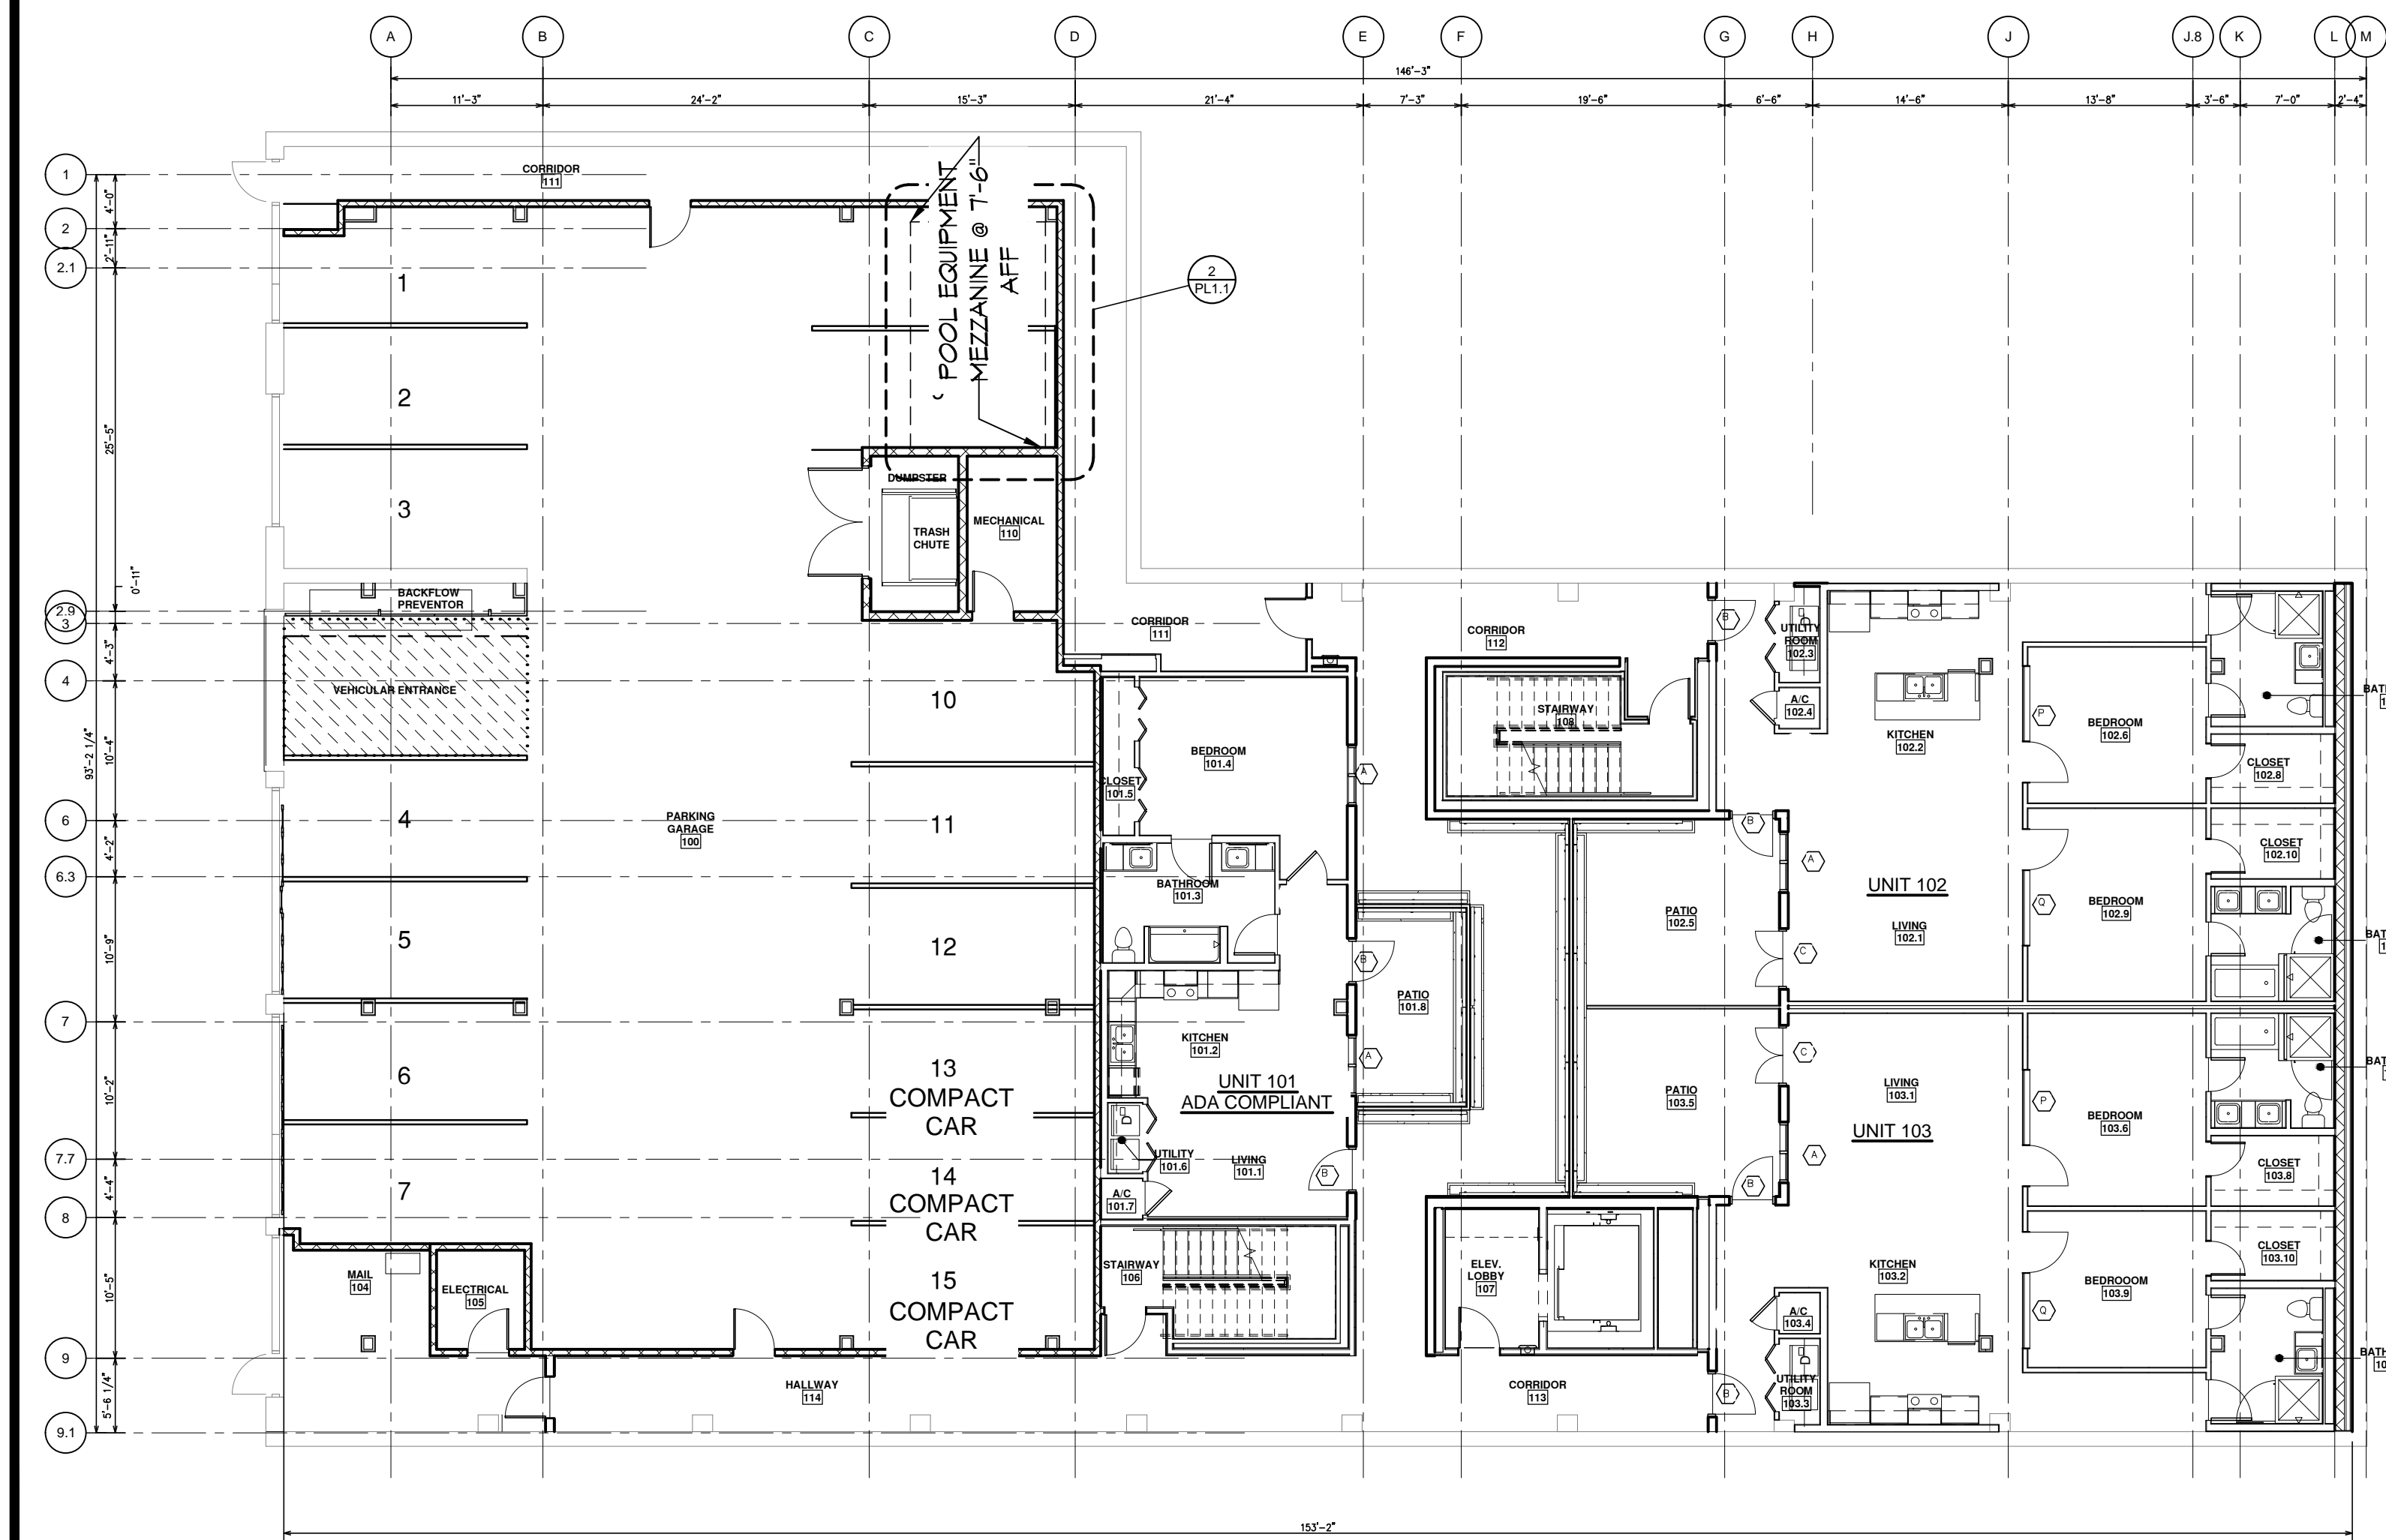 A
B
C
D
E
F
G
H
J
J.8
K
L
M
146'-3"
11'-3"
24'-2"
15'-3"
21'-4"
7'-3"
19'-6"
6'-6"
14'-6"
13'-8"
3'-6"
7'-0"
2'-4"
1
2
2.1
2.9
3
4
6
6.3
7
7.7
8
9
9.1
4'-0"
2'-11"
25'-5"
0'-11"
4'-3"
10'-4"
4'-2"
10'-9"
10'-2"
4'-4"
10'-5"
5'-6 1/4"
93'-2 1/4"
CORRIDOR
111
POOL EQUIPMENT
MEZZANINE @ 7'-6"
AFF
2
PL1.1
1
2
3
DUMPSTER
TRASH
CHUTE
MECHANICAL
110
BACKFLOW
PREVENTOR
VEHICULAR ENTRANCE
CORRIDOR
111
CORRIDOR
112
4
5
6
7
PARKING
GARAGE
100
10
11
12
13
COMPACT
CAR
14
COMPACT
CAR
15
COMPACT
CAR
MAIL
104
ELECTRICAL
105
HALLWAY
114
BEDROOM
101.4
CLOSET
101.5
BATHROOM
101.3
KITCHEN
101.2
UNIT 101
ADA COMPLIANT
UTILITY
101.6
LIVING
101.1
A/C
101.7
STAIRWAY
106
A
B
A
B
PATIO
101.8
STAIRWAY
108
ELEV.
LOBBY
107
CORRIDOR
113
B
UTILITY
ROOM
102.3
D
A/C
102.4
KITCHEN
102.2
B
A
PATIO
102.5
UNIT 102
LIVING
102.1
C
P
BEDROOM
102.6
CLOSET
102.8
CLOSET
102.10
Q
BEDROOM
102.9
C
PATIO
103.5
LIVING
103.1
UNIT 103
A
B
P
BEDROOM
103.6
CLOSET
103.8
CLOSET
103.10
KITCHEN
103.2
A/C
103.4
UTILITY
ROOM
103.3
D
B
Q
BEDROOOM
103.9
D
153'-2"